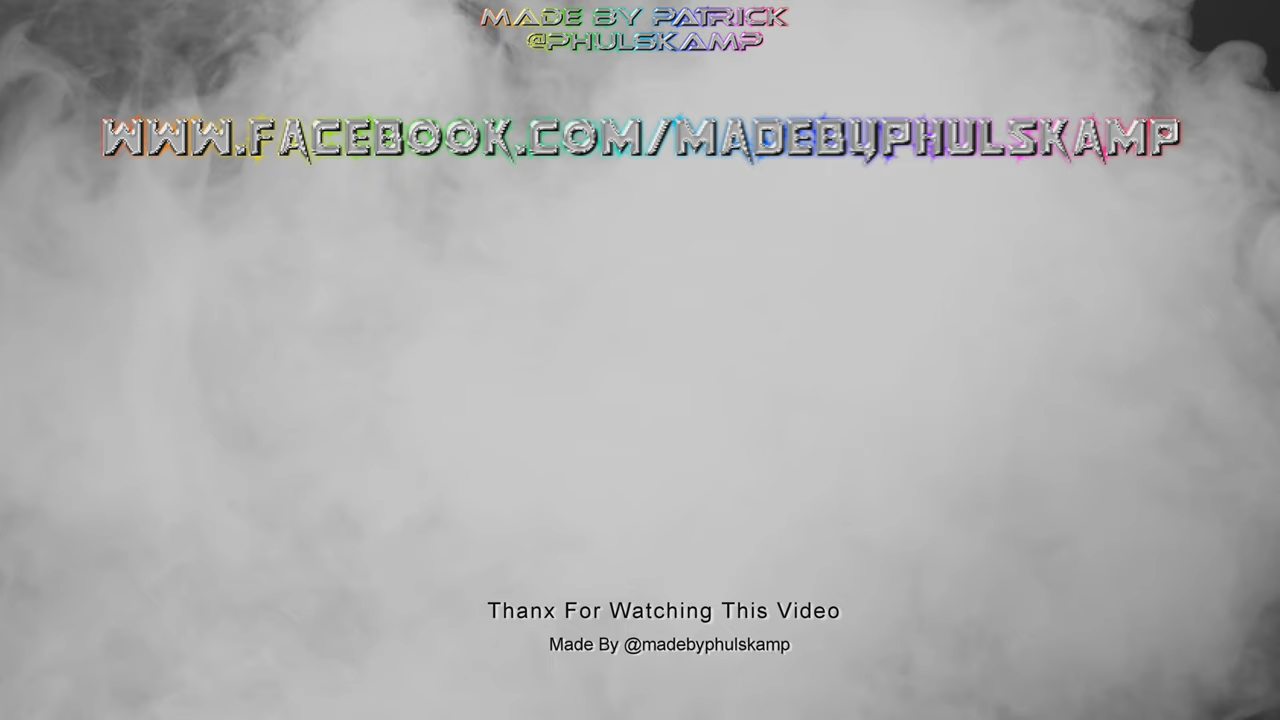 MADE BY PATRICK
@PHULSKAMP
WWW.FACEBOOK.COM/MADEBYPHULSKAMP
Thanx For Watching This Video
Made By @madebyphulskamp